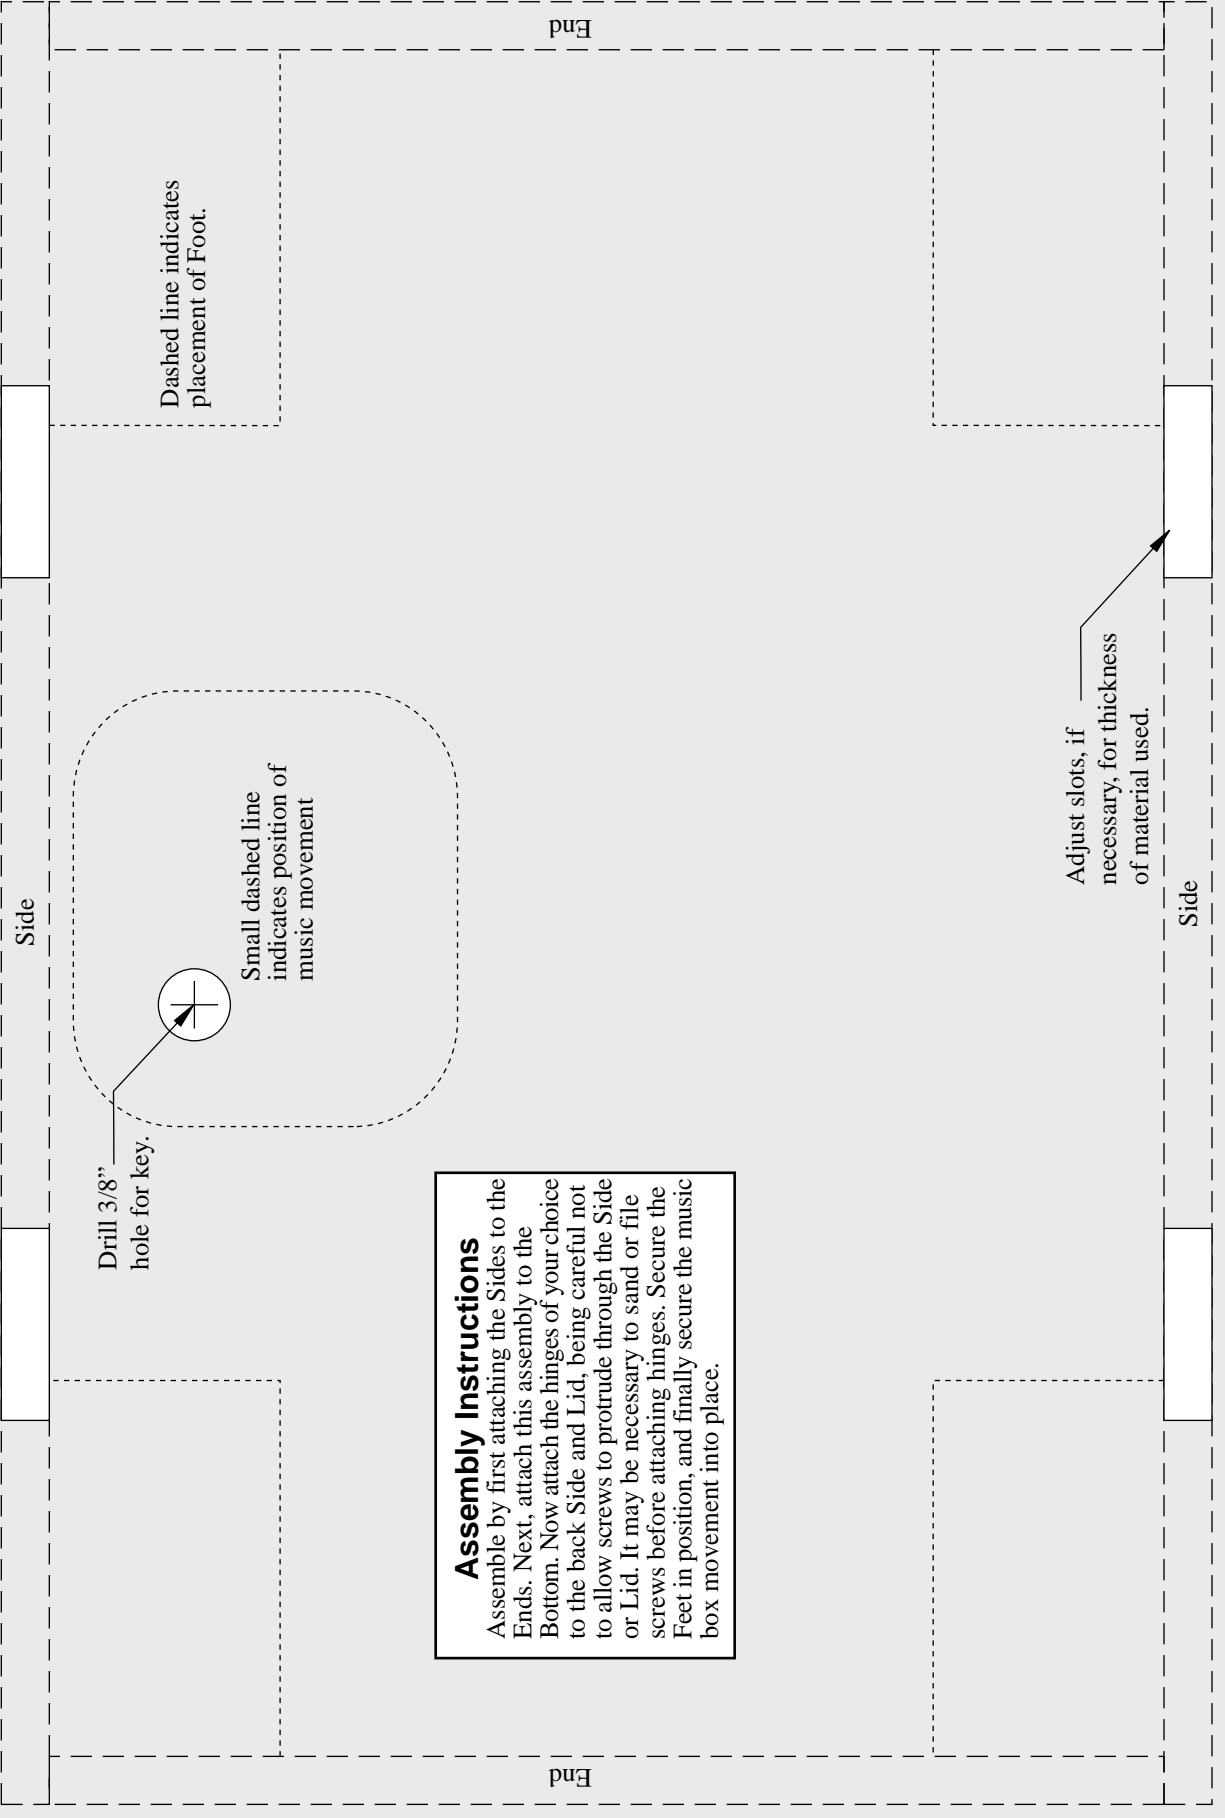 End
Side
Dashed line indicates
placement of Foot.
Small dashed line
indicates position of
music movement
Drill 3/8”
hole for key.
Adjust slots, if
necessary, for thickness
of material used.
Side
Assembly Instructions
Assemble by first attaching the Sides to the
Ends. Next, attach this assembly to the
Bottom. Now attach the hinges of your choice
to the back Side and Lid, being careful not
to allow screws to protrude through the Side
or Lid. It may be necessary to sand or file
screws before attaching hinges. Secure the
Feet in position, and finally secure the music
box movement into place.
End